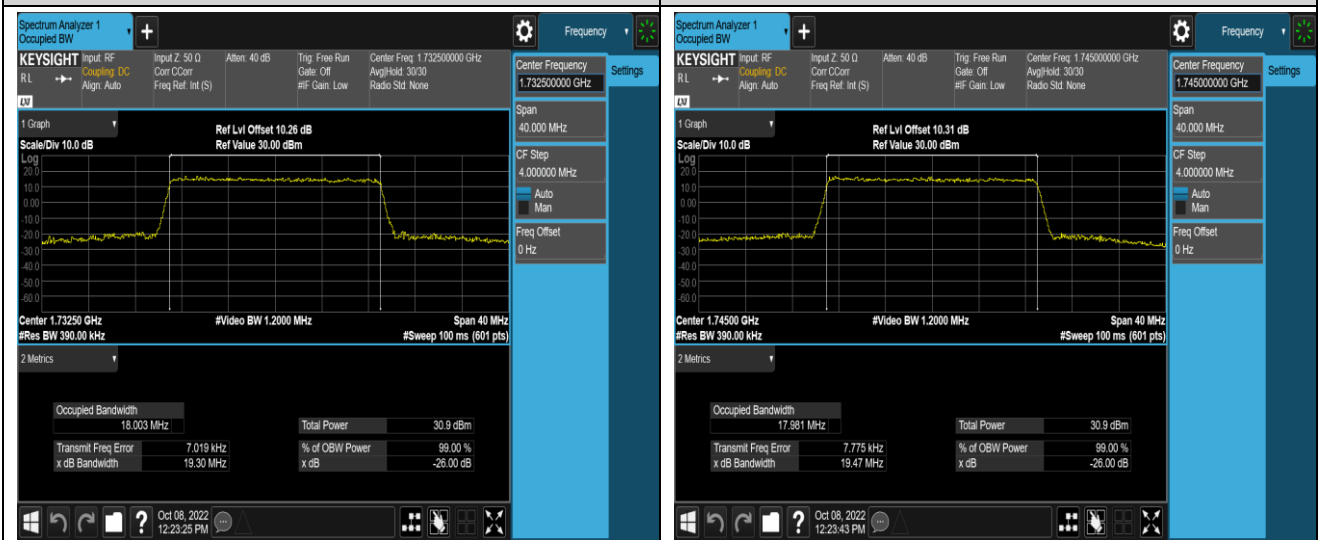 Spectrum Analyzer 1
Occupied BW
+
Frequency
KEYSIGHT
RL
LXI
Input: RF
Coupling: DC
Align: Auto
Input Z: 50 Ω
Corr CCorr
Freq Ref: Int (S)
Atten: 40 dB
Trig: Free Run
Gate: Off
#IF Gain: Low
Center Freq: 1.732500000 GHz
Avg|Hold: 30/30
Radio Std: None
Center Frequency
1.732500000 GHz
Settings
Span
40.000 MHz
CF Step
4.000000 MHz
Auto
Man
Freq Offset
0 Hz
1 Graph
Ref Lvl Offset 10.26 dB
Scale/Div 10.0 dB
Ref Value 30.00 dBm
Log
20.0
10.0
0.00
-10.0
-20.0
-30.0
-40.0
-50.0
-60.0
Center 1.73250 GHz
#Video BW 1.2000 MHz
Span 40 MHz
#Res BW 390.00 kHz
#Sweep 100 ms (601 pts)
2 Metrics
Occupied Bandwidth
18.003 MHz
Total Power 30.9 dBm
Transmit Freq Error 7.019 kHz
% of OBW Power 99.00 %
x dB Bandwidth 19.30 MHz
x dB -26.00 dB
?
Oct 08, 2022
12:23:25 PM
Spectrum Analyzer 1
Occupied BW
+
Frequency
KEYSIGHT
RL
LXI
Input: RF
Coupling: DC
Align: Auto
Input Z: 50 Ω
Corr CCorr
Freq Ref: Int (S)
Atten: 40 dB
Trig: Free Run
Gate: Off
#IF Gain: Low
Center Freq: 1.745000000 GHz
Avg|Hold: 30/30
Radio Std: None
Center Frequency
1.745000000 GHz
Settings
Span
40.000 MHz
CF Step
4.000000 MHz
Auto
Man
Freq Offset
0 Hz
1 Graph
Ref Lvl Offset 10.31 dB
Scale/Div 10.0 dB
Ref Value 30.00 dBm
Log
20.0
10.0
0.00
-10.0
-20.0
-30.0
-40.0
-50.0
-60.0
Center 1.74500 GHz
#Video BW 1.2000 MHz
Span 40 MHz
#Res BW 390.00 kHz
#Sweep 100 ms (601 pts)
2 Metrics
Occupied Bandwidth
17.981 MHz
Total Power 30.9 dBm
Transmit Freq Error 7.775 kHz
% of OBW Power 99.00 %
x dB Bandwidth 19.47 MHz
x dB -26.00 dB
?
Oct 08, 2022
12:23:43 PM